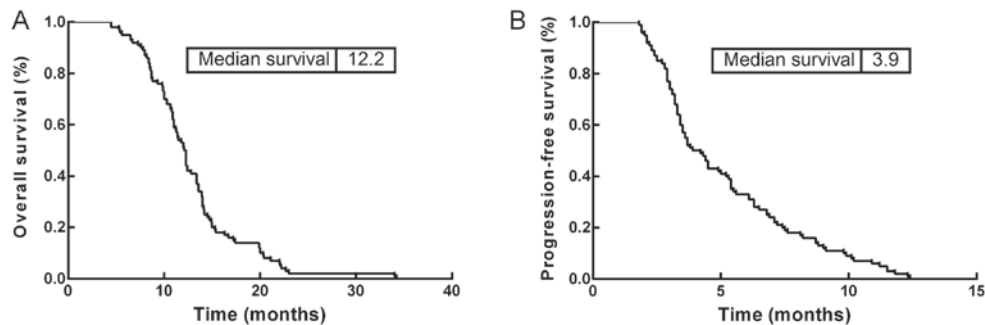 A
Overall survival (%)
1.0
0.8
0.6
0.4
0.2
0.0
Median survival 12.2
0 10 20 30 40
Time (months)
B
Progression-free survival (%)
1.0
0.8
0.6
0.4
0.2
0.0
Median survival 3.9
0 5 10 15
Time (months)